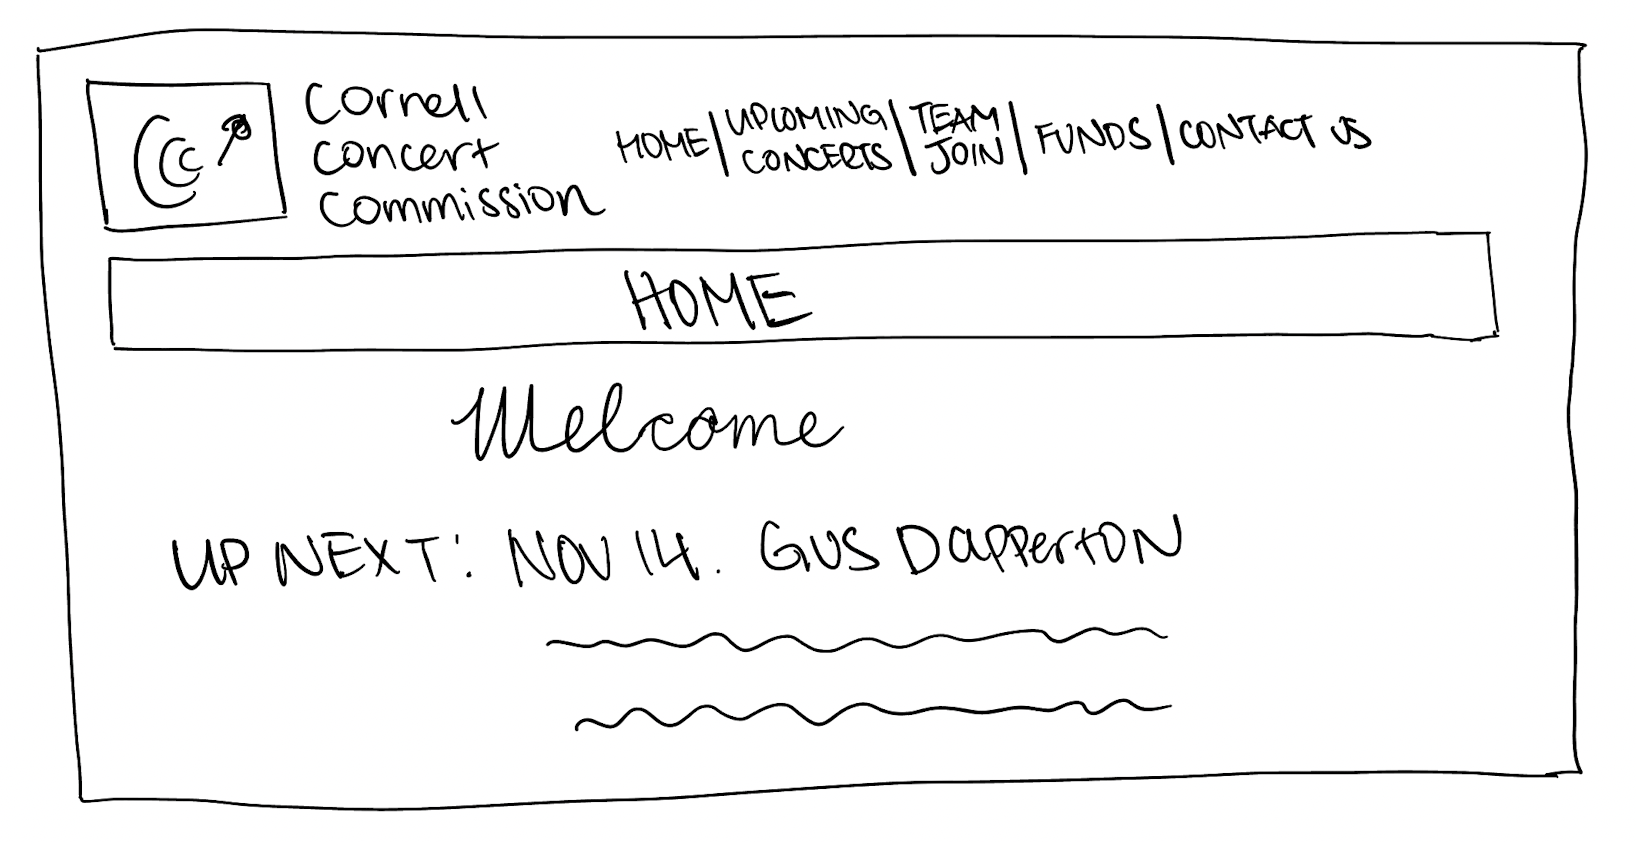 CCC
Cornell
Concert
Commission
HOME | UPCOMING CONCERTS | TEAM JOIN | FUNDS | CONTACT US
HOME
Welcome
UP NEXT: NOV 14. GUS DAPPERTON